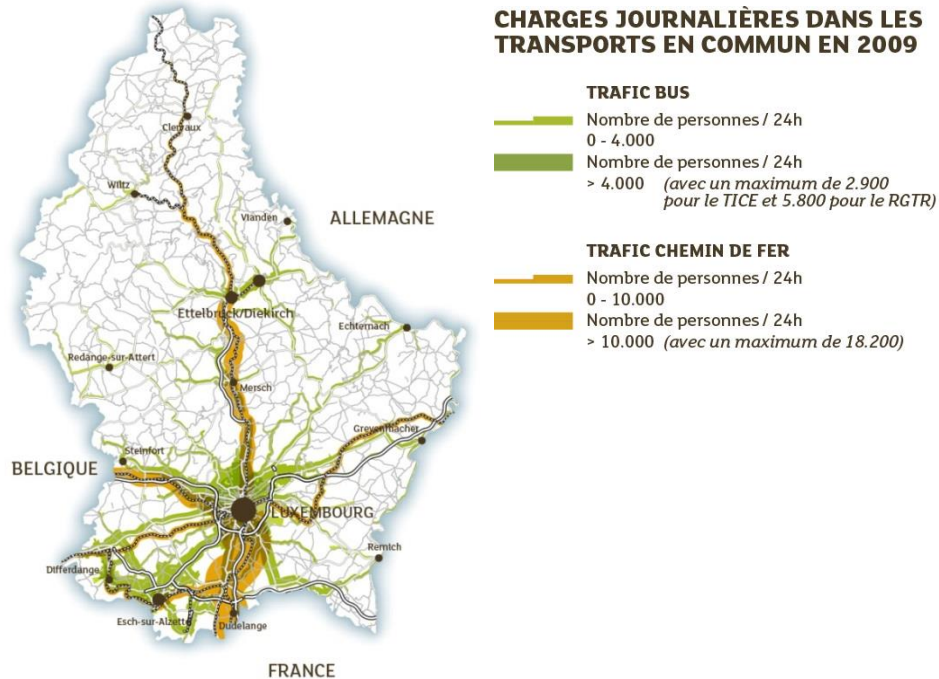 CHARGES JOURNALIÈRES DANS LES
TRANSPORTS EN COMMUN EN 2009
TRAFIC BUS
Nombre de personnes / 24h
0 - 4.000
Nombre de personnes / 24h
> 4.000 (avec un maximum de 2.900
pour le TICE et 5.800 pour le RGTR)
TRAFIC CHEMIN DE FER
Nombre de personnes / 24h
0 - 10.000
Nombre de personnes / 24h
> 10.000 (avec un maximum de 18.200)
Clervaux
Wiltz
Vianden
ALLEMAGNE
Ettelbruck/Diekirch
Echternach
Redange-sur-Attert
Mersch
Grevenmacher
Steinfort
BELGIQUE
LUXEMBOURG
Remich
Differdange
Esch-sur-Alzette
Dudelange
FRANCE